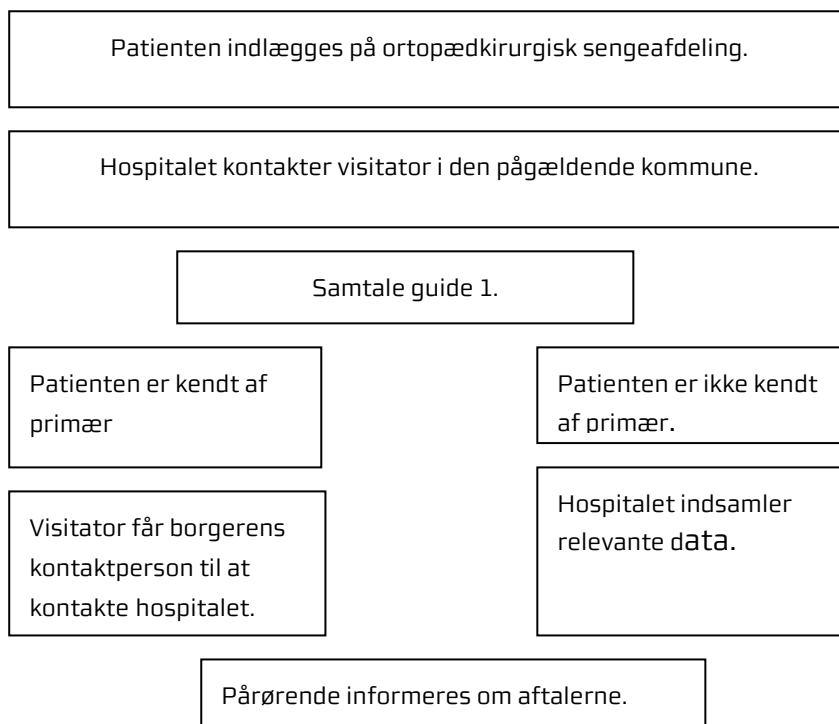 Patienten indlægges på ortopædkirurgisk sengeafdeling.
Hospitalet kontakter visitator i den pågældende kommune.
Samtale guide 1.
Patienten er kendt af
primær
Patienten er ikke kendt
af primær.
Visitator får borgerens
kontaktperson til at
kontakte hospitalet.
Hospitalet indsamler
relevante data.
Pårørende informeres om aftalerne.